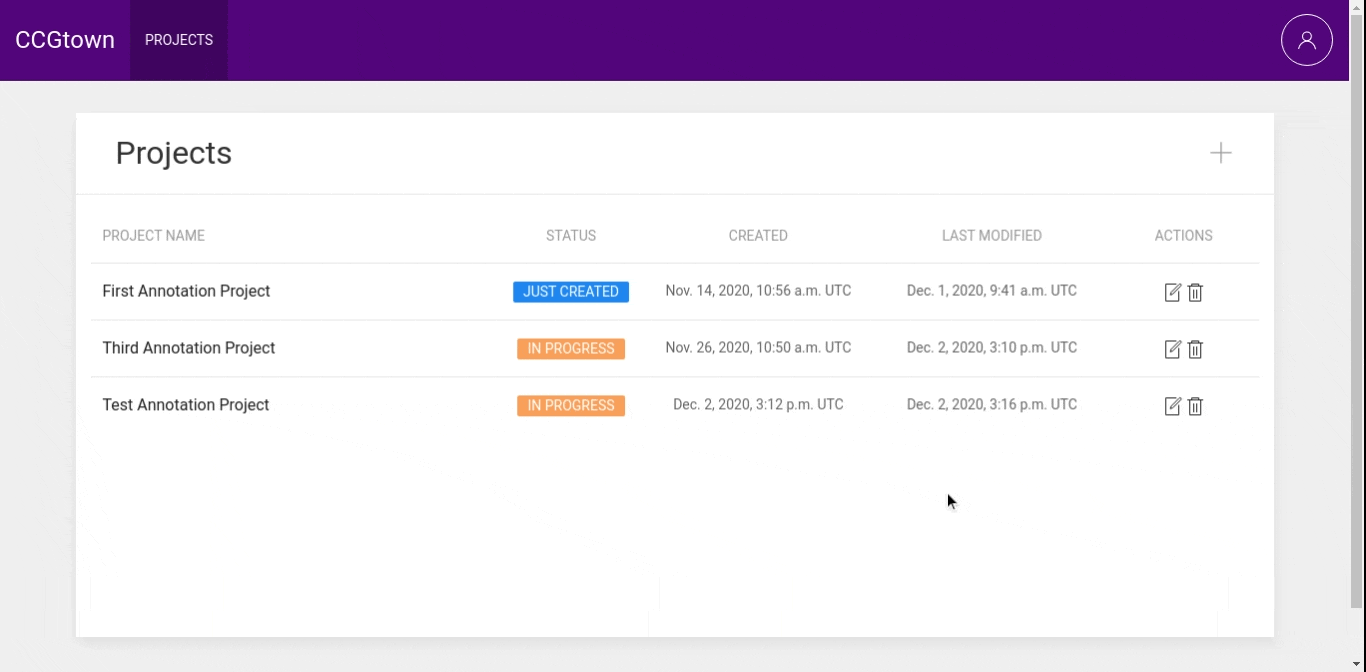 CCGtown PROJECTS
Projects
PROJECT NAME STATUS CREATED LAST MODIFIED ACTIONS
First Annotation Project JUST CREATED Nov. 14, 2020, 10:56 a.m. UTC Dec. 1, 2020, 9:41 a.m. UTC
Third Annotation Project IN PROGRESS Nov. 26, 2020, 10:50 a.m. UTC Dec. 2, 2020, 3:10 p.m. UTC
Test Annotation Project IN PROGRESS Dec. 2, 2020, 3:12 p.m. UTC Dec. 2, 2020, 3:16 p.m. UTC